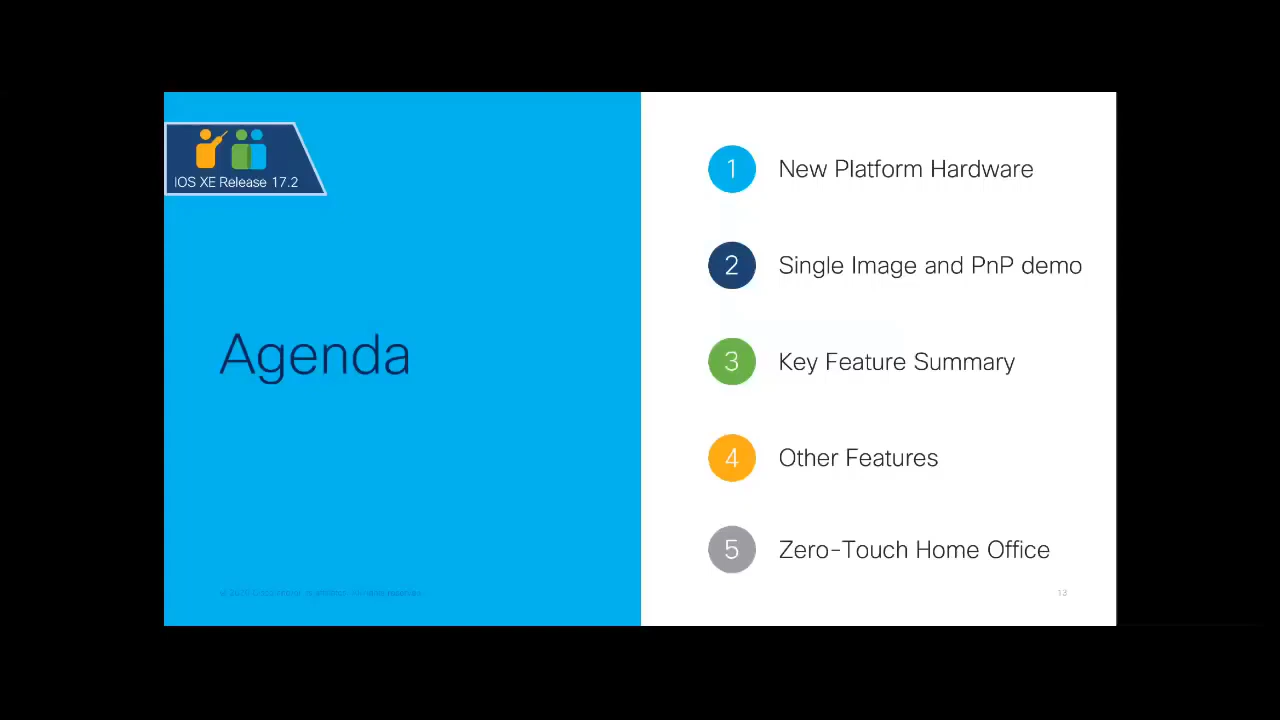 IOS XE Release 17.2
Agenda
1 New Platform Hardware
2 Single Image and PnP demo
3 Key Feature Summary
4 Other Features
5 Zero-Touch Home Office
13